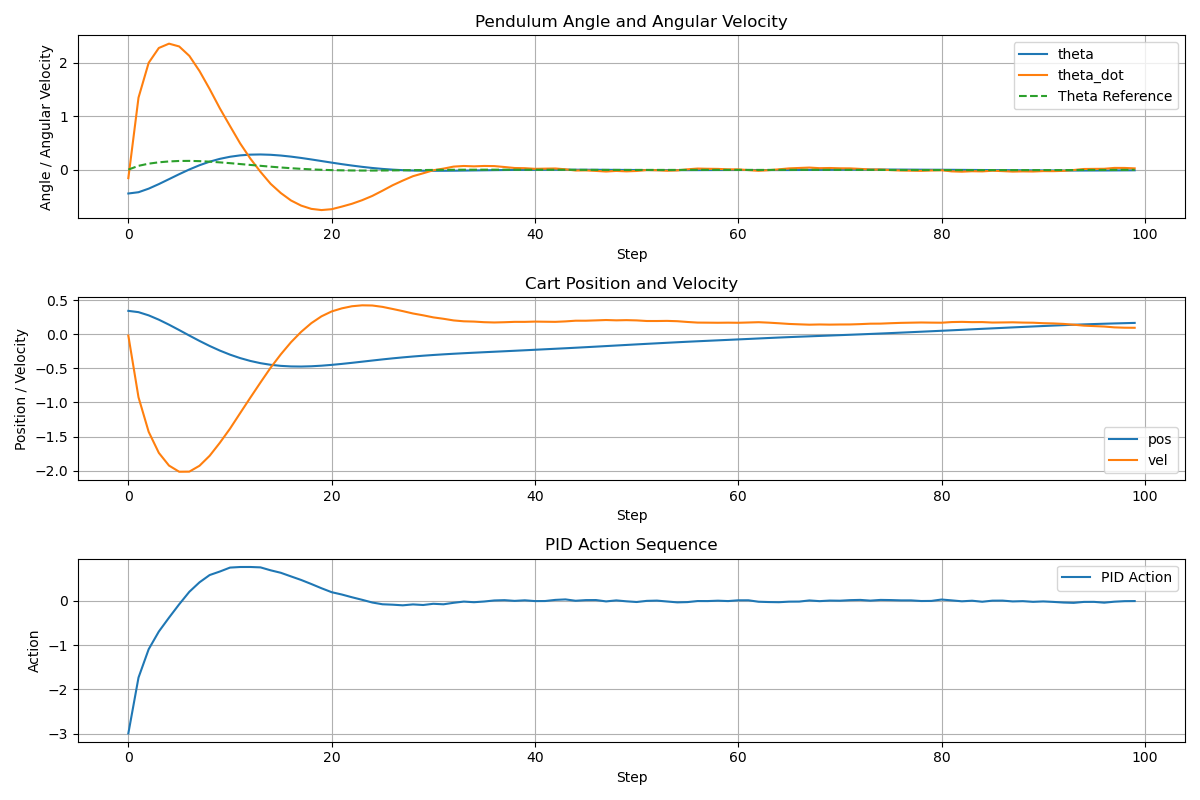 Pendulum Angle and Angular Velocity
Angle / Angular Velocity
2
1
0
theta
theta_dot
Theta Reference
0 20 40 60 80 100
Step
Cart Position and Velocity
Position / Velocity
0.5
0.0
−0.5
−1.0
−1.5
−2.0
pos
vel
0 20 40 60 80 100
Step
PID Action Sequence
Action
0
−1
−2
−3
PID Action
0 20 40 60 80 100
Step